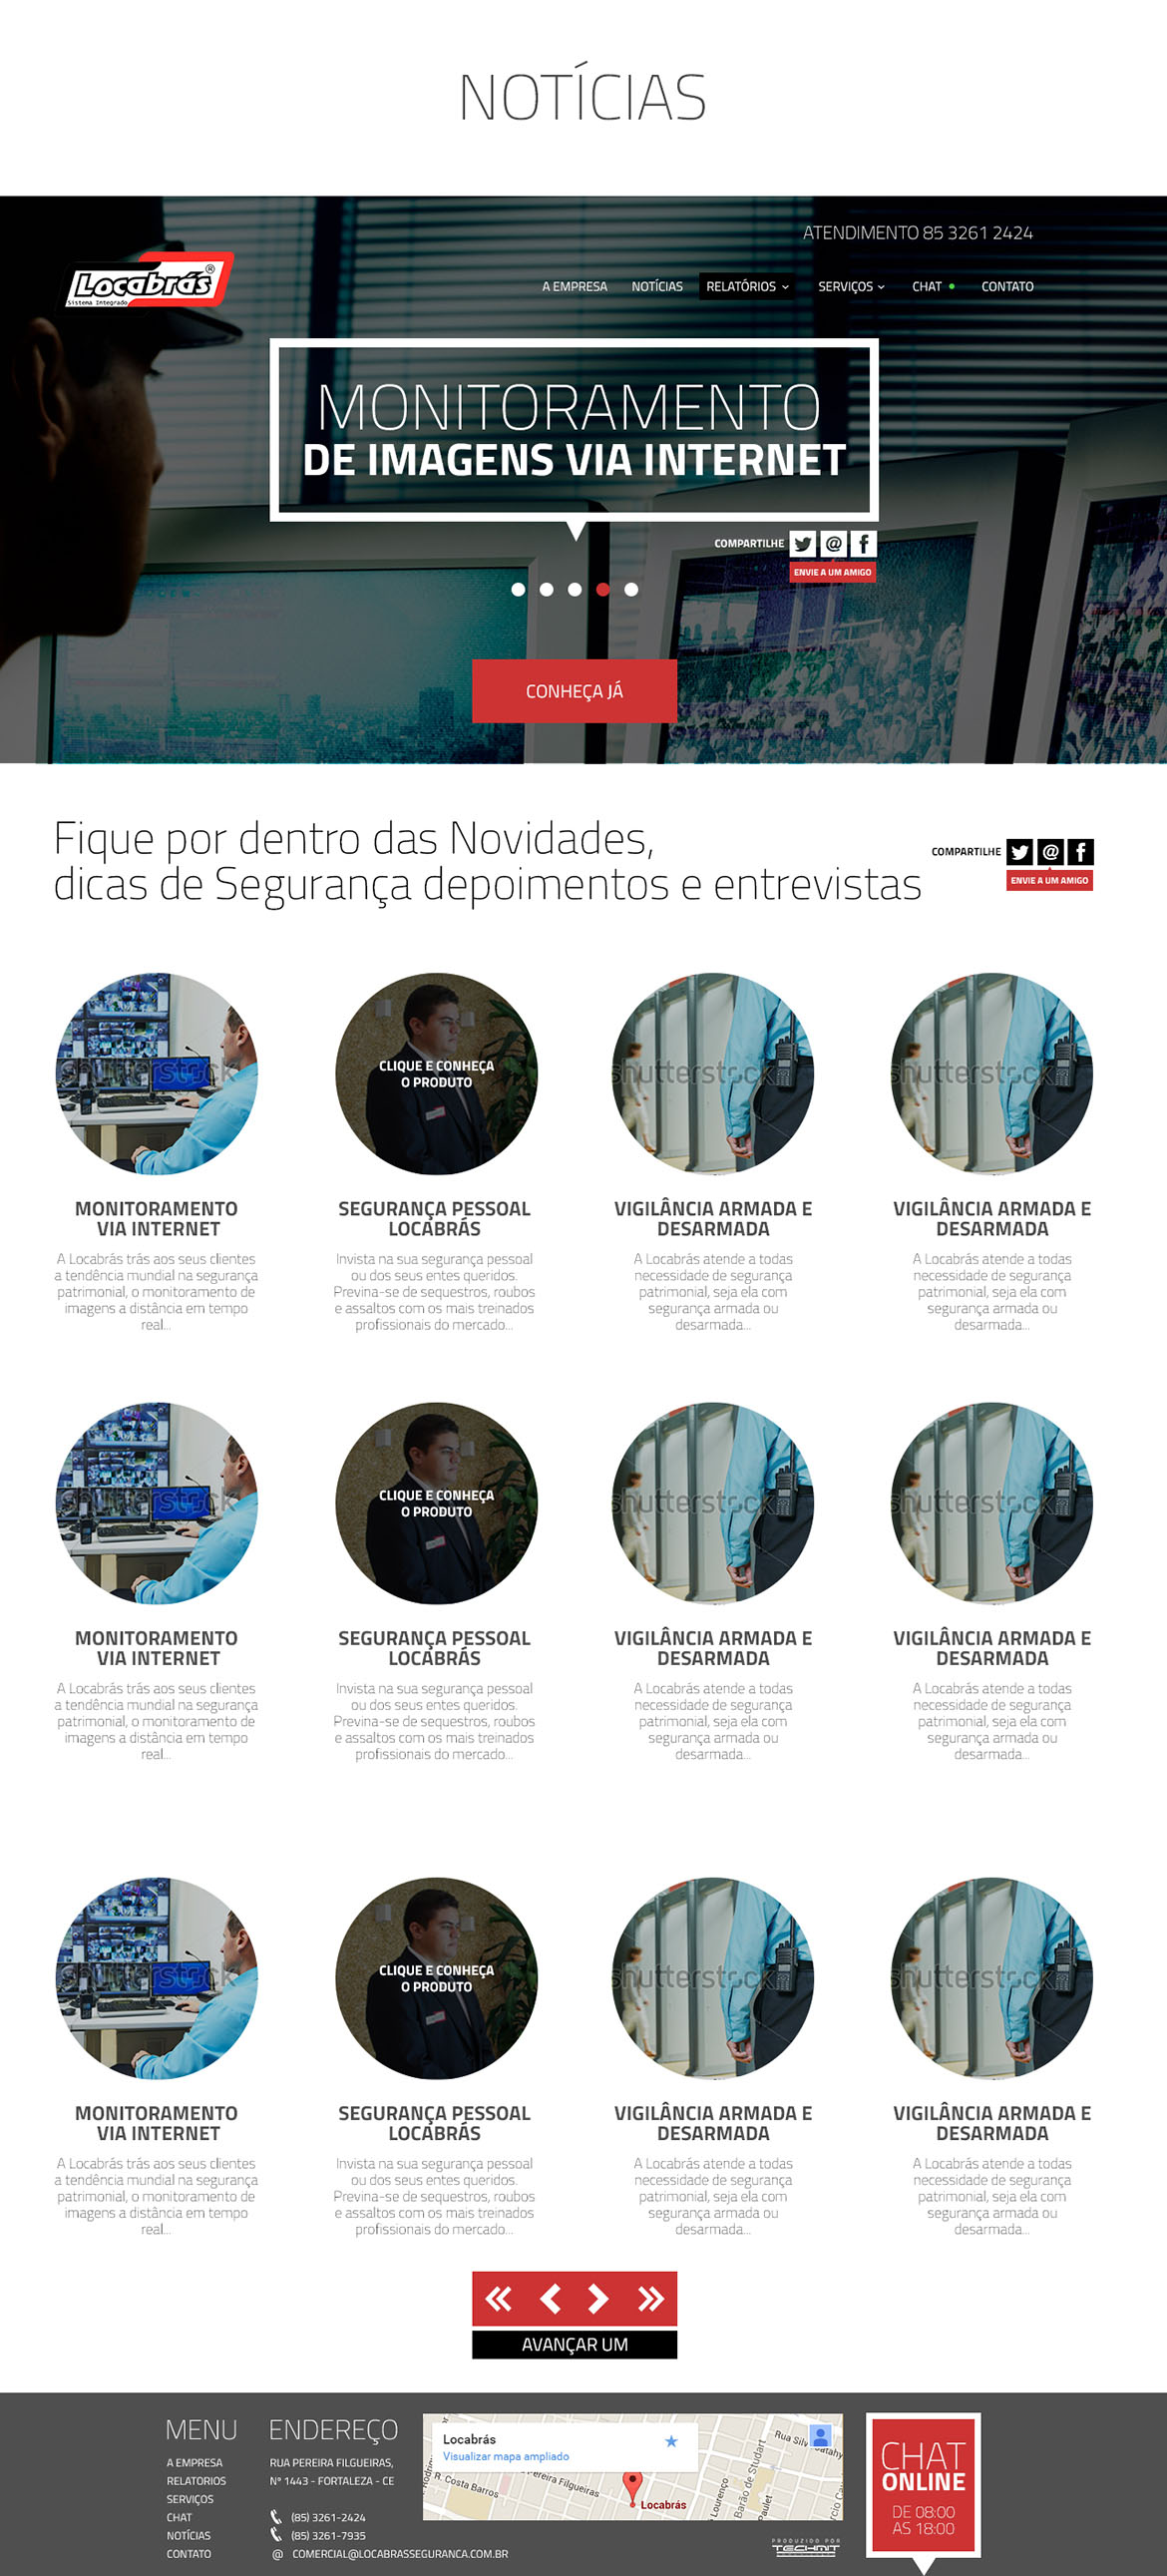 NOTÍCIAS
ATENDIMENTO 85 3261 2424
Locabrás®
Sistema Integrado
A EMPRESA NOTÍCIAS RELATÓRIOS SERVIÇOS CHAT CONTATO
MONITORAMENTO
DE IMAGENS VIA INTERNET
COMPARTILHE @ f
ENVIE A UM AMIGO
CONHEÇA JÁ
Fique por dentro das Novidades,
dicas de Segurança depoimentos e entrevistas
COMPARTILHE @ f
ENVIE A UM AMIGO
shutterstock
CLIQUE E CONHEÇA
O PRODUTO
shutterstock
shutterstock
MONITORAMENTO
VIA INTERNET
A Locabrás trás aos seus clientes
a tendência mundial na segurança
patrimonial, o monitoramento de
imagens a distância em tempo
real...
SEGURANÇA PESSOAL
LOCABRÁS
Invista na sua segurança pessoal
ou dos seus entes queridos.
Previna-se de sequestros, roubos
e assaltos com os mais treinados
profissionais do mercado...
VIGILÂNCIA ARMADA E
DESARMADA
A Locabrás atende a todas
necessidade de segurança
patrimonial, seja ela com
segurança armada ou
desarmada...
VIGILÂNCIA ARMADA E
DESARMADA
A Locabrás atende a todas
necessidade de segurança
patrimonial, seja ela com
segurança armada ou
desarmada...
shutterstock
CLIQUE E CONHEÇA
O PRODUTO
shutterstock
shutterstock
MONITORAMENTO
VIA INTERNET
A Locabrás trás aos seus clientes
a tendência mundial na segurança
patrimonial, o monitoramento de
imagens a distância em tempo
real...
SEGURANÇA PESSOAL
LOCABRÁS
Invista na sua segurança pessoal
ou dos seus entes queridos.
Previna-se de sequestros, roubos
e assaltos com os mais treinados
profissionais do mercado...
VIGILÂNCIA ARMADA E
DESARMADA
A Locabrás atende a todas
necessidade de segurança
patrimonial, seja ela com
segurança armada ou
desarmada...
VIGILÂNCIA ARMADA E
DESARMADA
A Locabrás atende a todas
necessidade de segurança
patrimonial, seja ela com
segurança armada ou
desarmada...
shutterstock
CLIQUE E CONHEÇA
O PRODUTO
shutterstock
shutterstock
MONITORAMENTO
VIA INTERNET
A Locabrás trás aos seus clientes
a tendência mundial na segurança
patrimonial, o monitoramento de
imagens a distância em tempo
real...
SEGURANÇA PESSOAL
LOCABRÁS
Invista na sua segurança pessoal
ou dos seus entes queridos.
Previna-se de sequestros, roubos
e assaltos com os mais treinados
profissionais do mercado...
VIGILÂNCIA ARMADA E
DESARMADA
A Locabrás atende a todas
necessidade de segurança
patrimonial, seja ela com
segurança armada ou
desarmada...
VIGILÂNCIA ARMADA E
DESARMADA
A Locabrás atende a todas
necessidade de segurança
patrimonial, seja ela com
segurança armada ou
desarmada...
AVANÇAR UM
MENU
A EMPRESA
RELATORIOS
SERVIÇOS
CHAT
NOTÍCIAS
CONTATO
ENDEREÇO
RUA PEREIRA FILGUEIRAS,
Nº 1443 - FORTALEZA - CE
(85) 3261-2424
(85) 3261-7935
@ COMERCIAL@LOCABRASSEGURANCA.COM.BR
Locabrás
Visualizar mapa ampliado
R. Costa Barros
Pereira Filgueiras
Locabrás
Barão de Studart
Rua Silva
PRODUZIDO POR
TECHMIT
CHAT
ONLINE
DE 08:00
AS 18:00